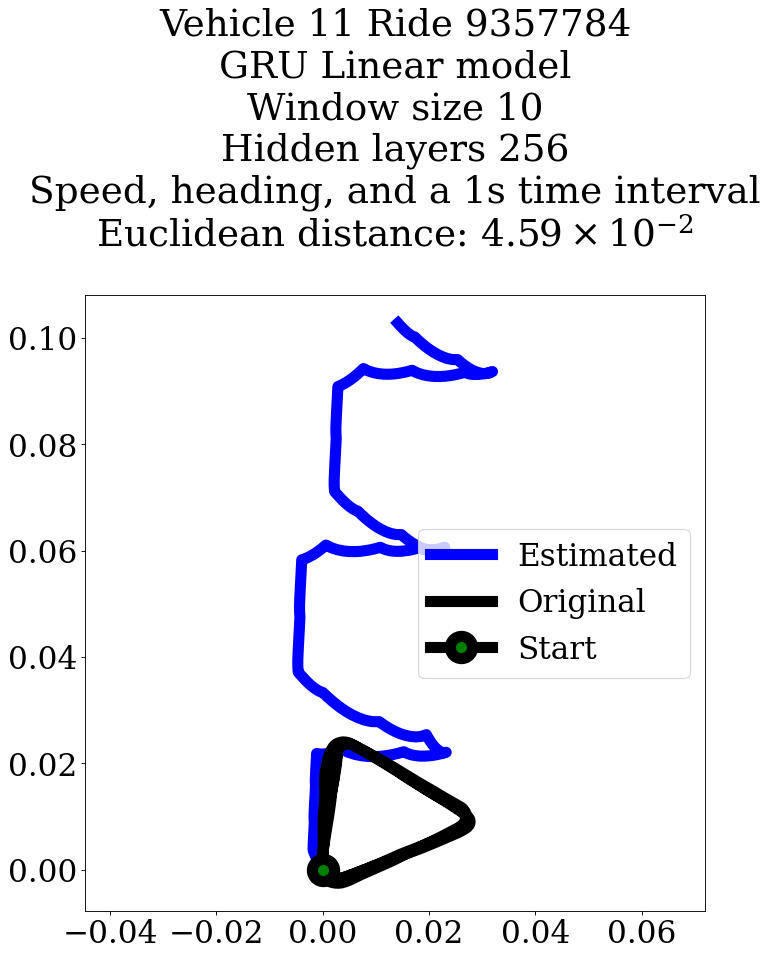 Vehicle 11 Ride 9357784
GRU Linear model
Window size 10
Hidden layers 256
Speed, heading, and a 1s time interval
Euclidean distance: 4.59 × 10⁻²
0.10
0.08
0.06
0.04
0.02
0.00
Estimated
Original
Start
−0.04 −0.02 0.00 0.02 0.04 0.06